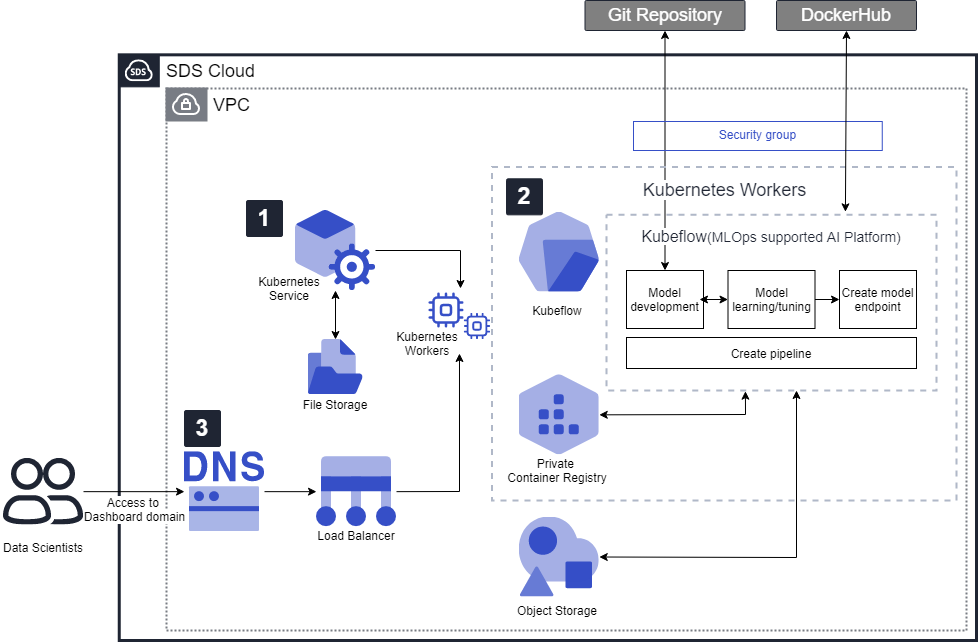 Git Repository
DockerHub
SDS
SDS Cloud
VPC
Security group
2
Kubernetes Workers
1
Kubeflow(MLOps supported AI Platform)
Kubernetes
Service
Kubeflow
Model
development
Model
learning/tuning
Create model
endpoint
Kubernetes
Workers
Create pipeline
File Storage
3
DNS
Private
Container Registry
Access to
Dashboard domain
Load Balancer
Data Scientists
Object Storage